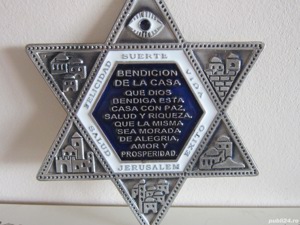 SUERTE
FELICIDAD
VIDA
BENDICION
DE LA CASA
QUE DIOS
BENDIGA ESTA
CASA CON PAZ,
SALUD Y RIQUEZA,
QUE LA MISMA
SEA MORADA
DE ALEGRIA,
AMOR Y
PROSPERIDAD.
SALUD
EXITO
JERUSALEM